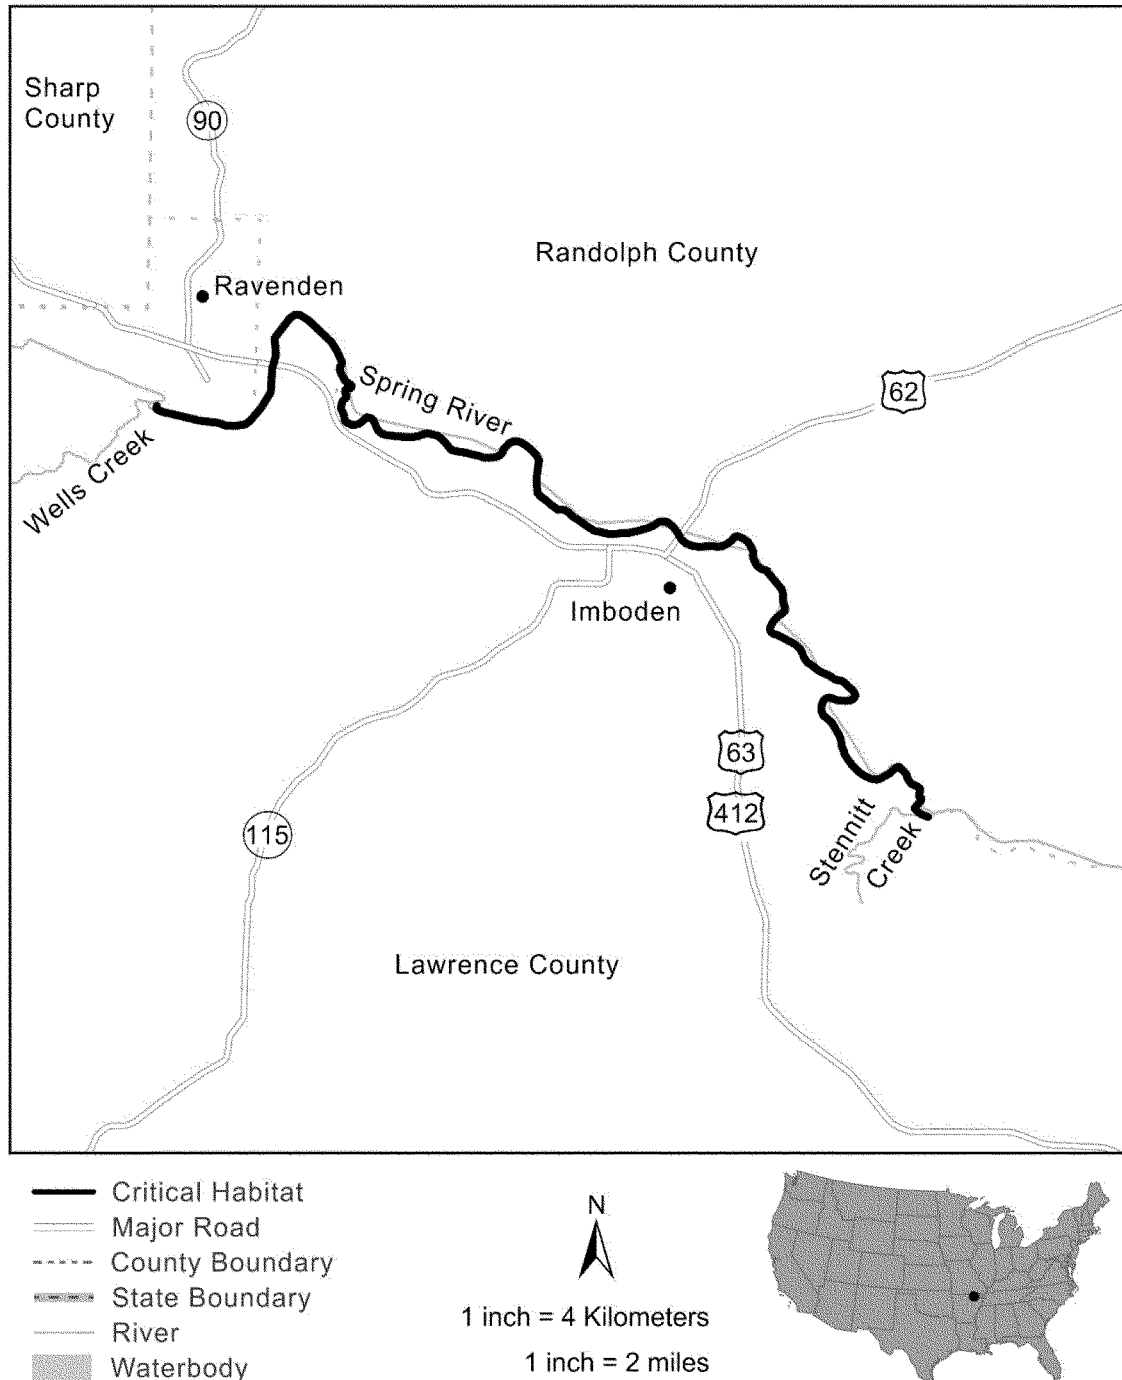 Sharp
County
90
Randolph County
Ravenden
Spring River
62
Wells Creek
Imboden
63
412
115
Stennitt
Creek
Lawrence County
Critical Habitat
Major Road
County Boundary
State Boundary
River
Waterbody
N
1 inch = 4 Kilometers
1 inch = 2 miles